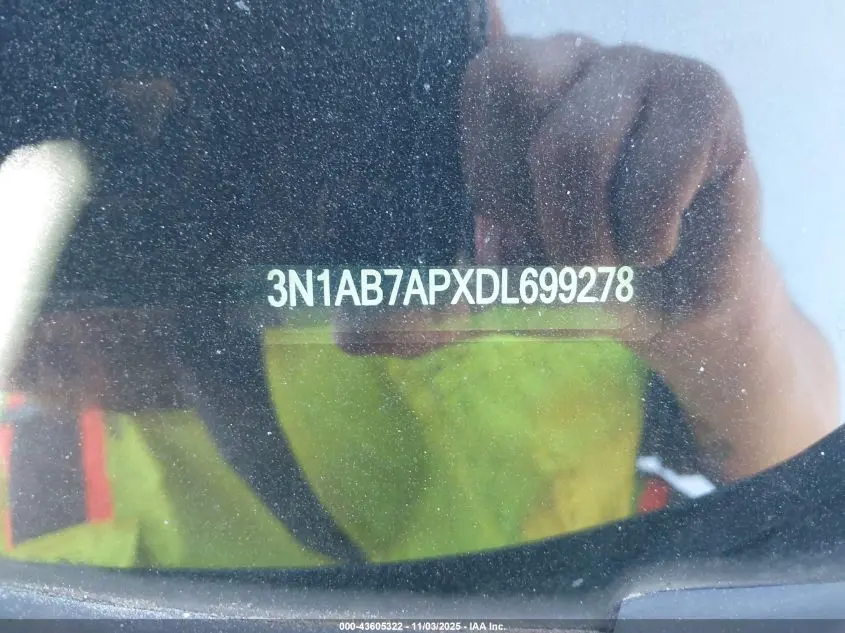 3N1AB7APXDL699278
000-43605322 - 11/03/2025 - IAA Inc.